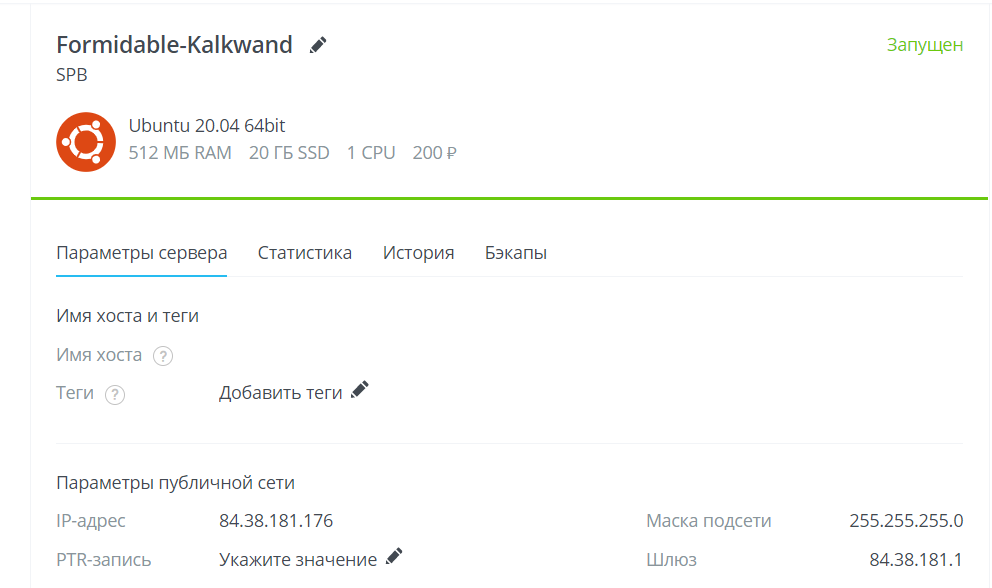 Formidable-Kalkwand
Запущен
SPB
Ubuntu 20.04 64bit
512 МБ RAM 20 ГБ SSD 1 CPU 200 ₽
Параметры сервера Статистика История Бэкапы
Имя хоста и теги
Имя хоста ?
Теги ? Добавить теги
Параметры публичной сети
IP-адрес 84.38.181.176 Маска подсети 255.255.255.0
PTR-запись Укажите значение Шлюз 84.38.181.1